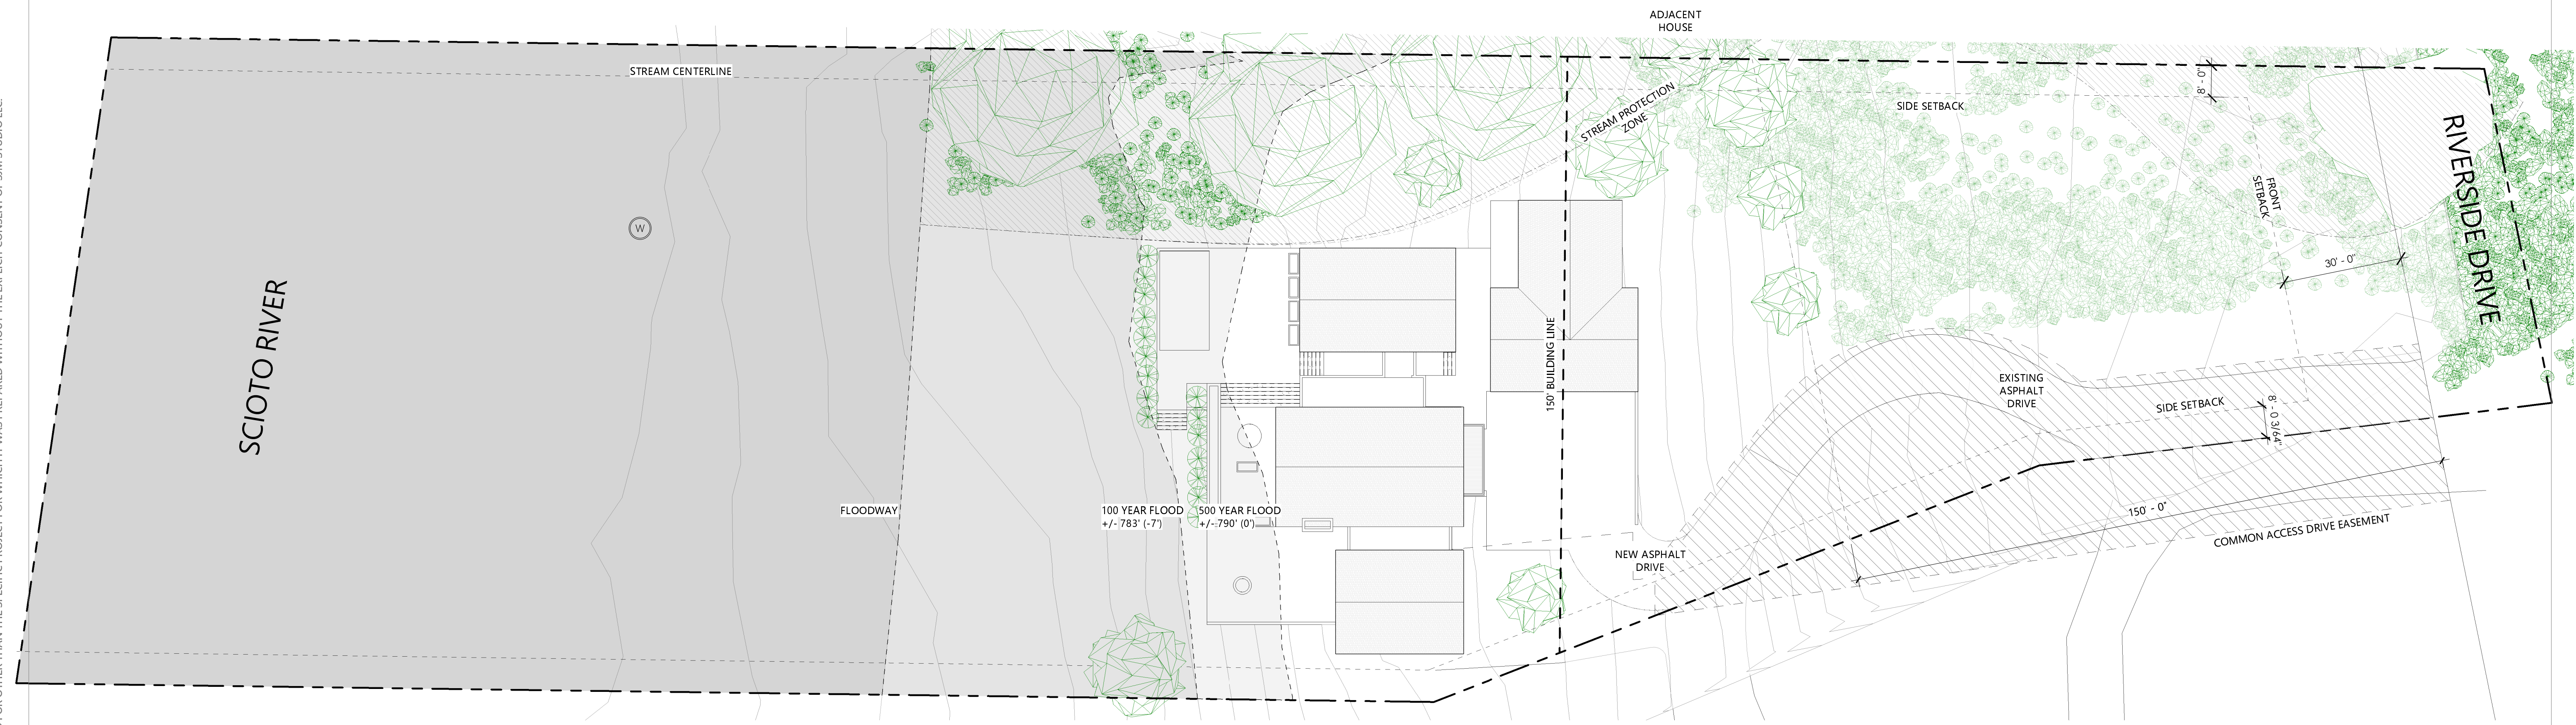 ADJACENT
HOUSE
STREAM CENTERLINE
STREAM PROTECTION
ZONE
SIDE SETBACK
8' - 0"
FRONT
SETBACK
RIVERSIDE DRIVE
30' - 0"
W
SCIOTO RIVER
150' BUILDING LINE
EXISTING
ASPHALT
DRIVE
SIDE SETBACK
8' - 0 3/64"
FLOODWAY
100 YEAR FLOOD
+/- 783' (-7')
500 YEAR FLOOD
+/- 790' (0')
NEW ASPHALT
DRIVE
150' - 0"
COMMON ACCESS DRIVE EASEMENT